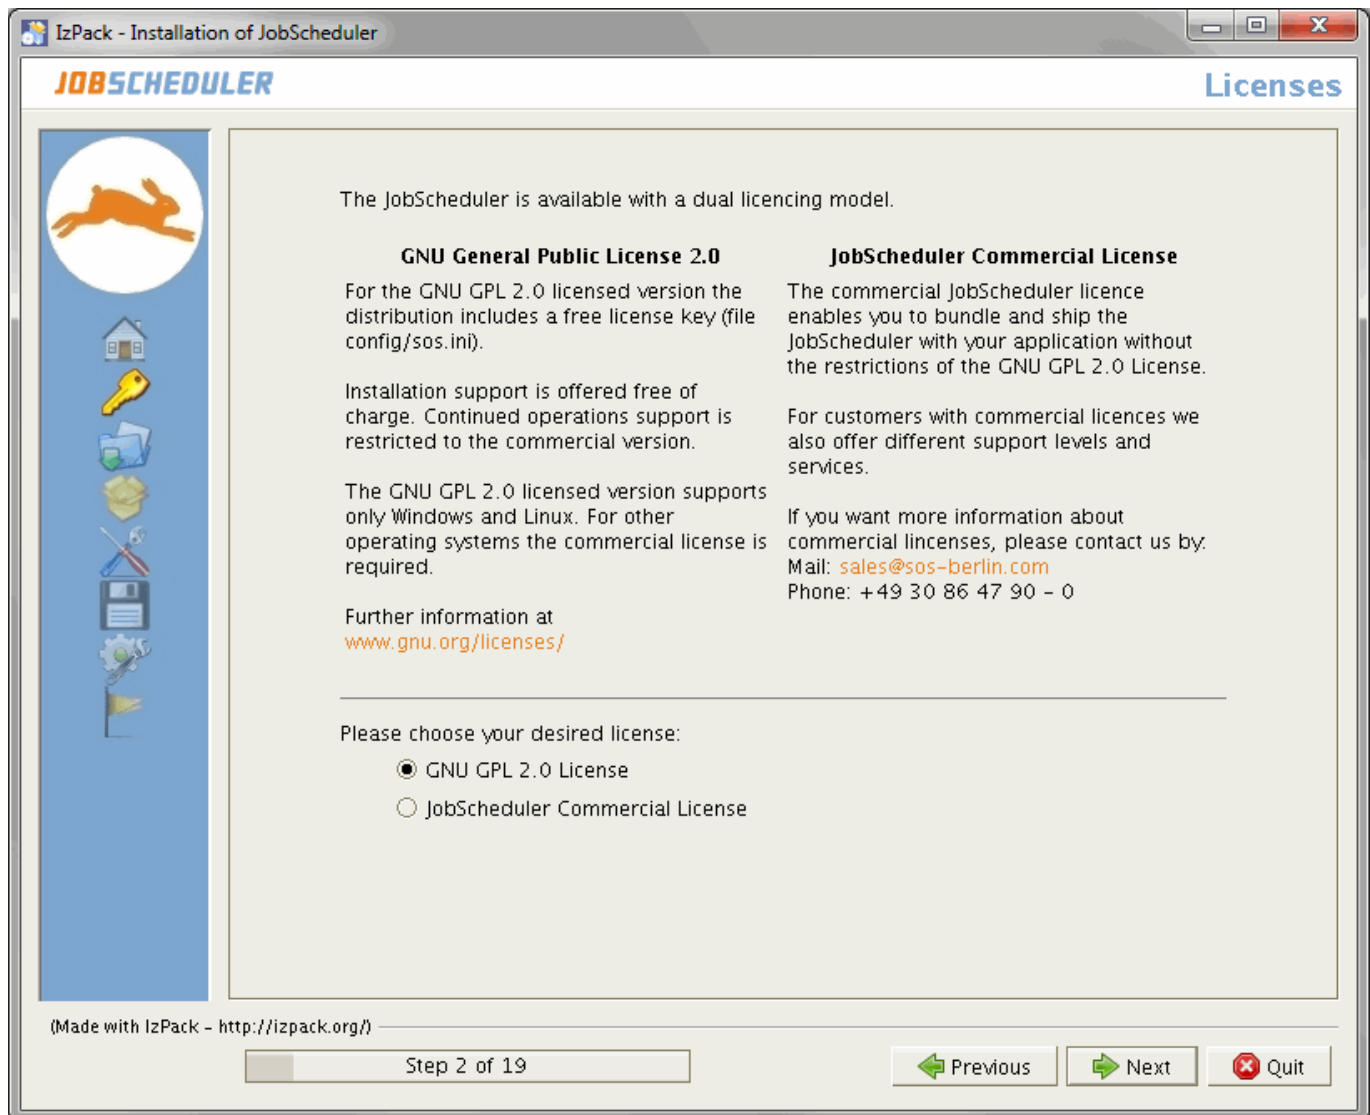 IzPack - Installation of JobScheduler
JOBSCHEDULER
Licenses
The JobScheduler is available with a dual licencing model.
GNU General Public License 2.0
For the GNU GPL 2.0 licensed version the
distribution includes a free license key (file
config/sos.ini).
Installation support is offered free of
charge. Continued operations support is
restricted to the commercial version.
The GNU GPL 2.0 licensed version supports
only Windows and Linux. For other
operating systems the commercial license is
required.
Further information at
www.gnu.org/licenses/
JobScheduler Commercial License
The commercial JobScheduler licence
enables you to bundle and ship the
JobScheduler with your application without
the restrictions of the GNU GPL 2.0 License.
For customers with commercial licences we
also offer different support levels and
services.
If you want more information about
commercial lincenses, please contact us by:
Mail: sales@sos-berlin.com
Phone: +49 30 86 47 90 - 0
Please choose your desired license:
GNU GPL 2.0 License
JobScheduler Commercial License
(Made with IzPack - http://izpack.org/)
Step 2 of 19
Previous
Next
Quit